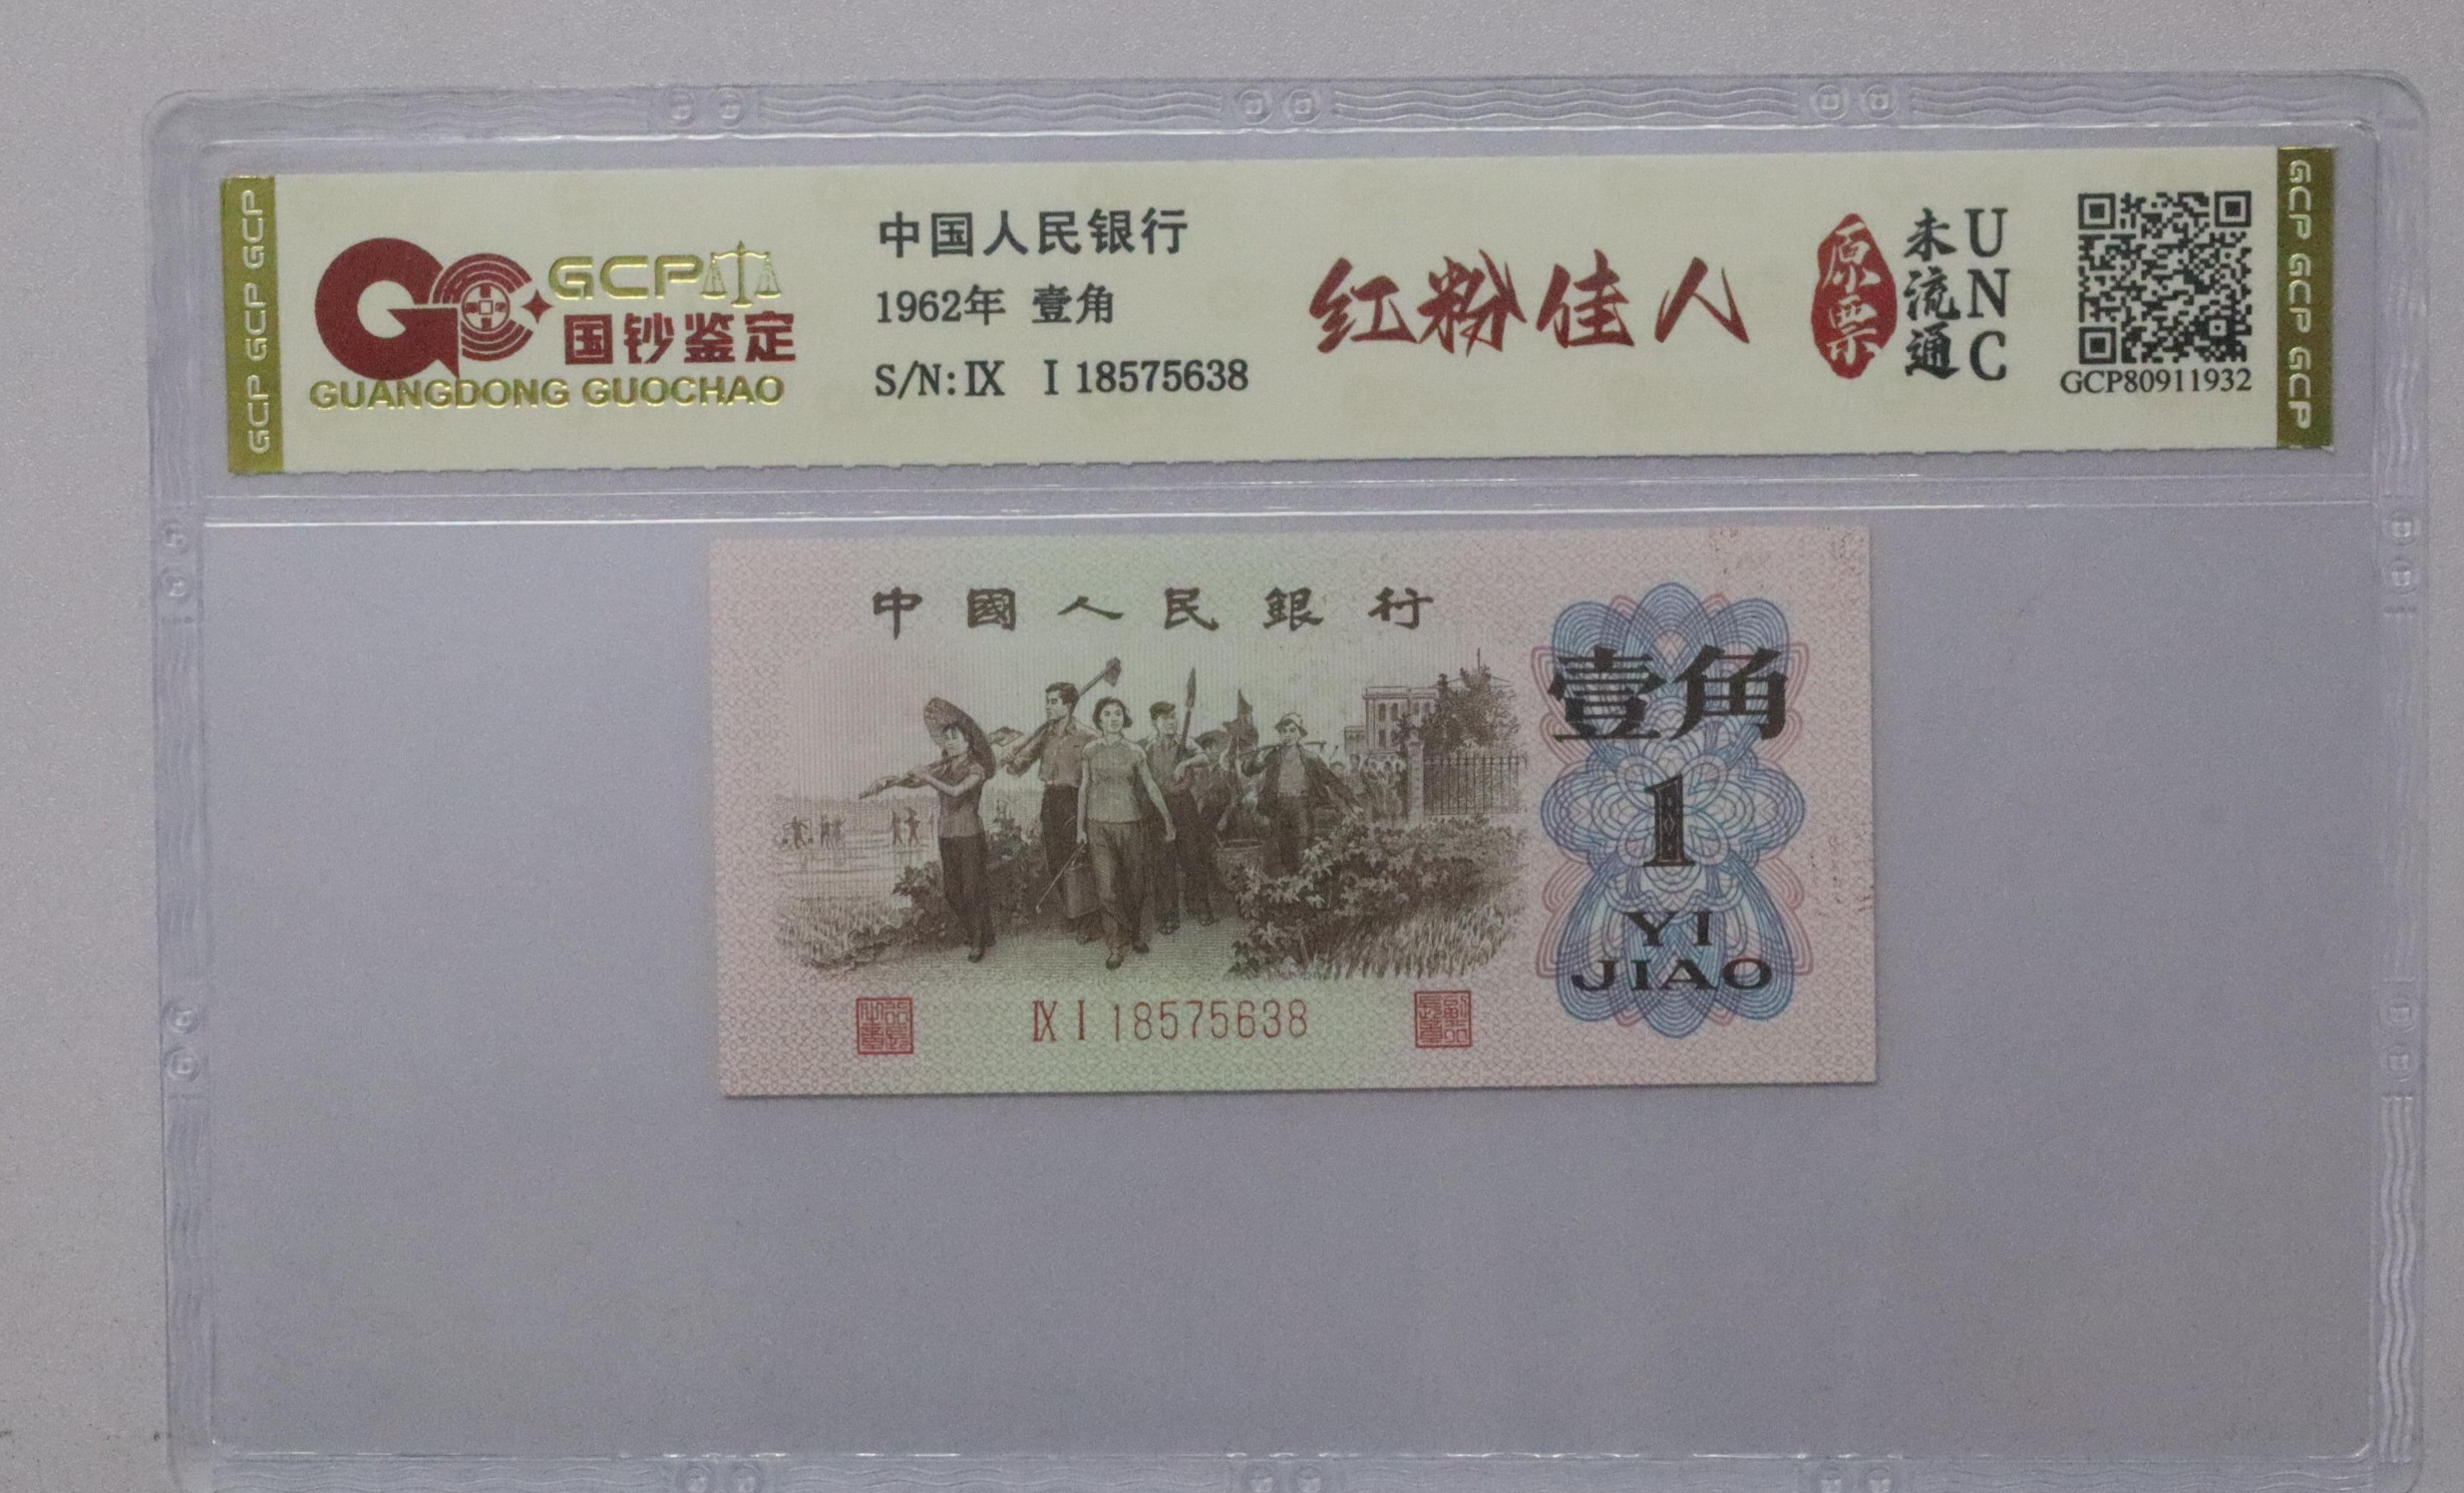 GCP GCP GCP
GCP
国钞鉴定
GUANGDONG GUOCHAO
中国人民银行
1962年 壹角
S/N:Ⅸ Ⅰ 18575638
红粉佳人
原票
未流通
UNC
GCP80911932
GCP GCP GCP
中國人民銀行
壹角
1
YI
JIAO
Ⅸ Ⅰ 18575638